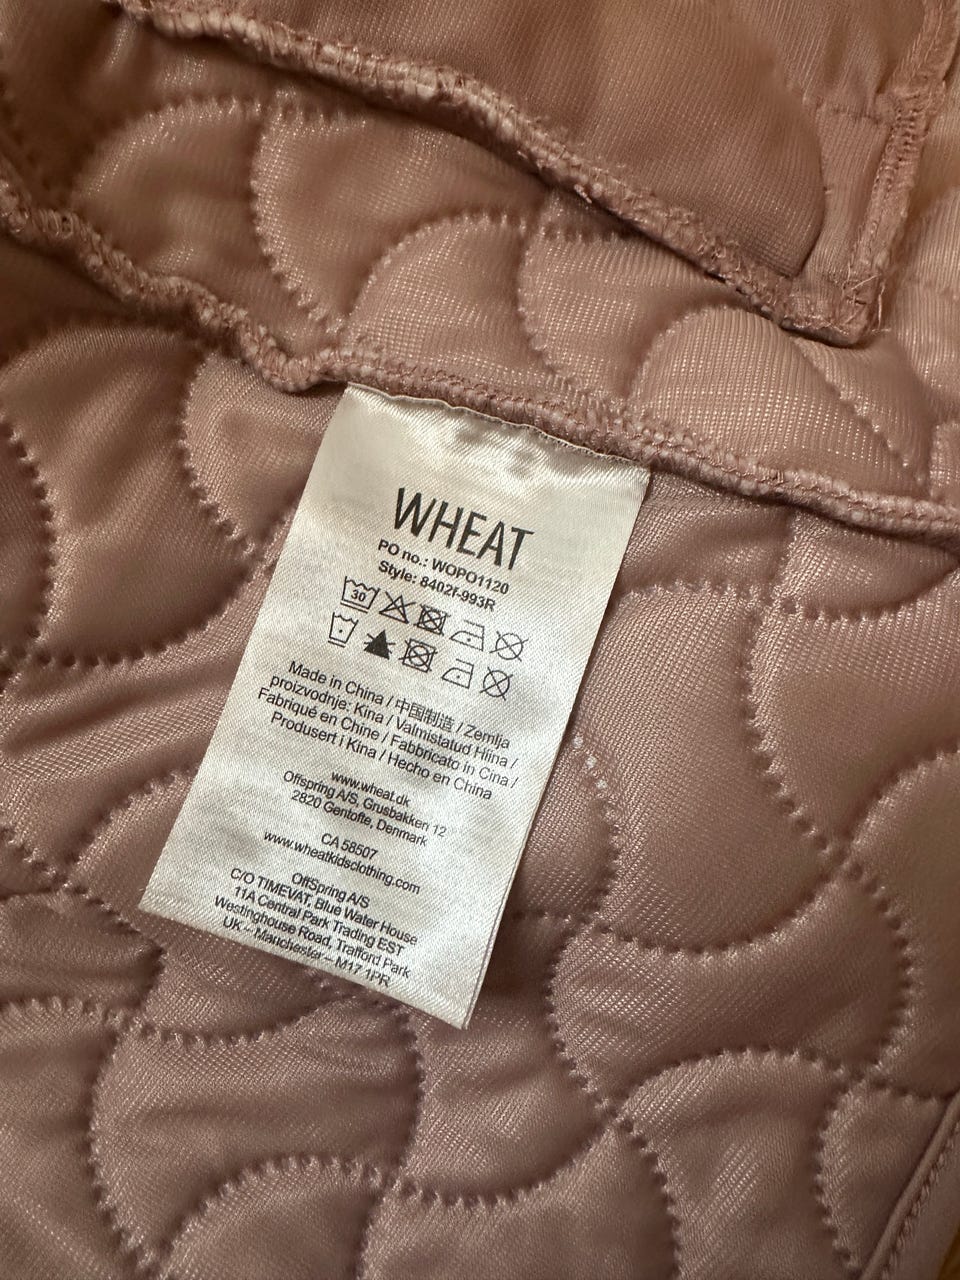 WHEAT
PO no.: WOPO1120
Style: 8402f-993R
30
Made in China / 中国制造 / Zemlja
proizvodnje: Kina / Valmistatud Hiina /
Fabriqué en Chine / Fabbricato in Cina /
Produsert i Kina / Hecho en China
www.wheat.dk
Offspring A/S, Grusbakken 12
2820 Gentofte, Denmark
CA 58507
www.wheatkidsclothing.com
OffSpring A/S
C/O TIMEVAT, Blue Water House
11A Central Park Trading EST
Westinghouse Road, Trafford Park
UK – Manchester – M17 1PR